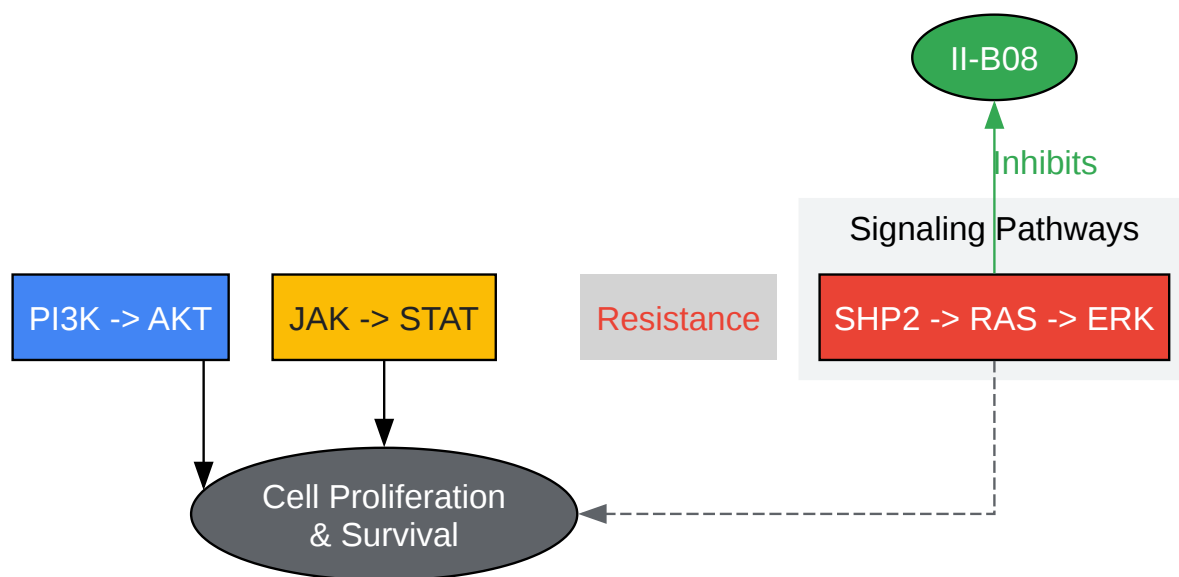 II-B08
Inhibits
Signaling Pathways
PI3K -> AKT
JAK -> STAT
Resistance
SHP2 -> RAS -> ERK
Cell Proliferation
& Survival